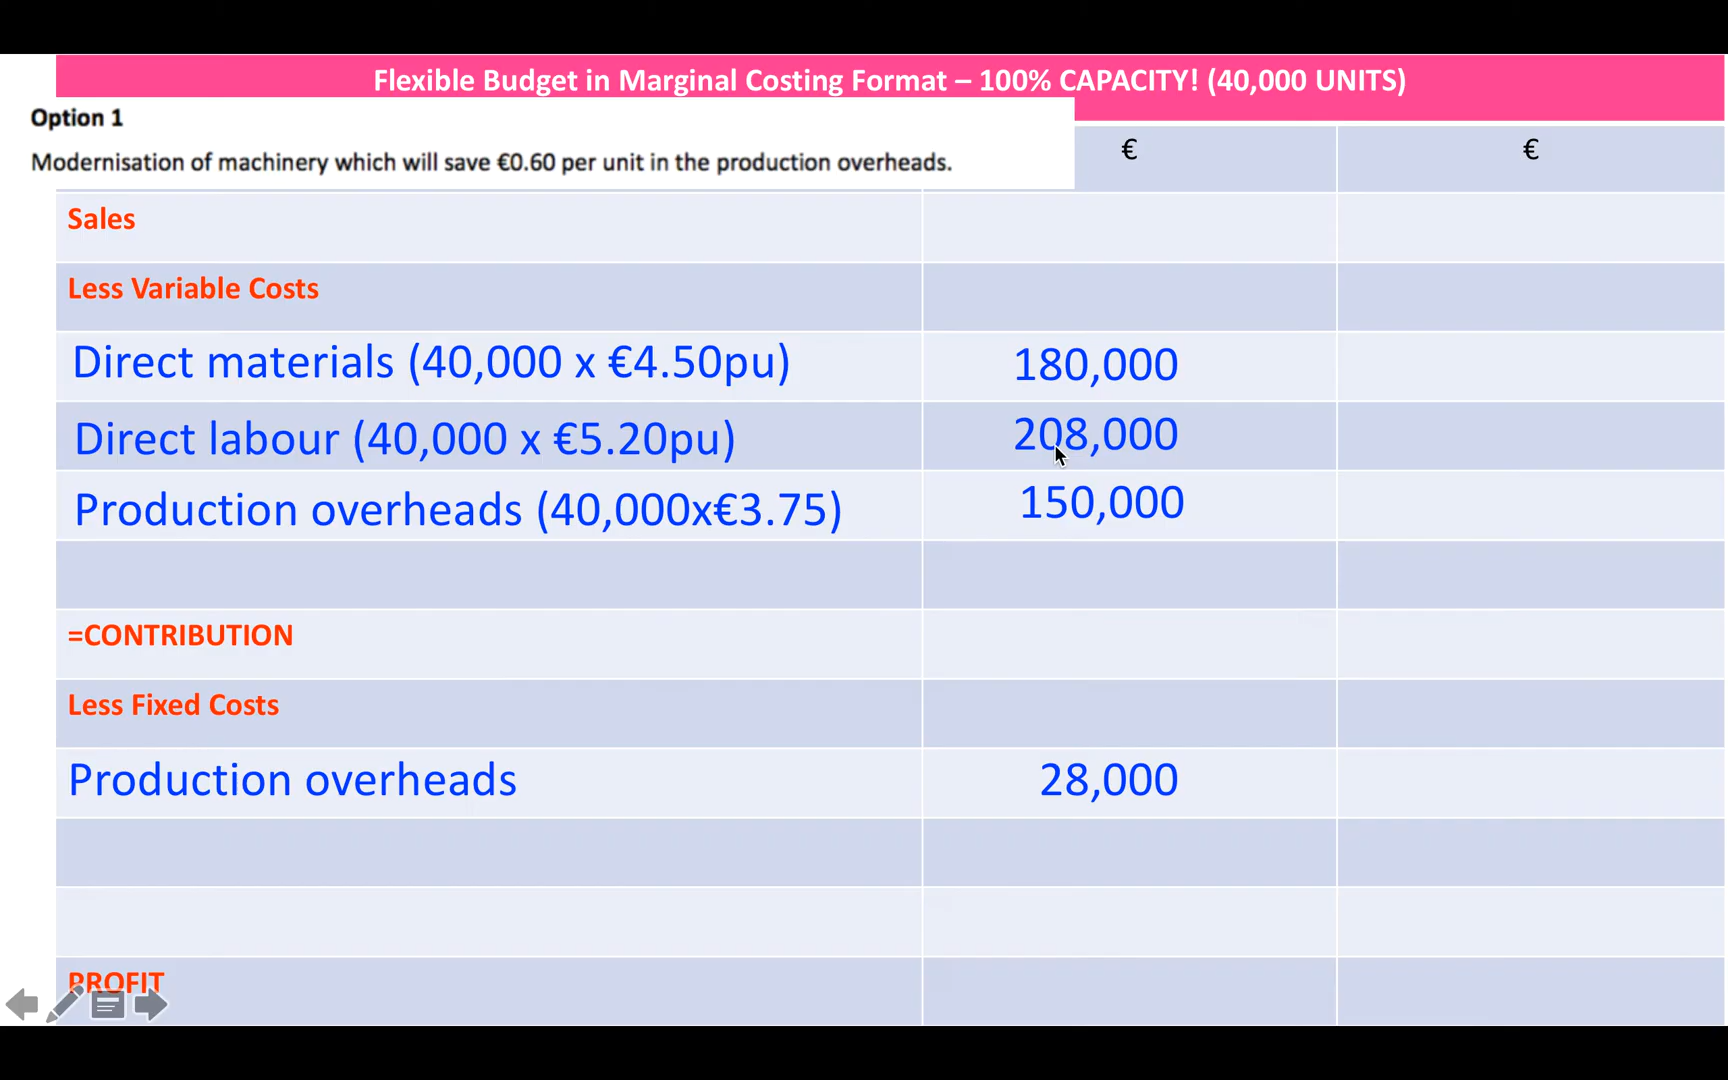 Flexible Budget in Marginal Costing Format – 100% CAPACITY! (40,000 UNITS)
Option 1
Modernisation of machinery which will save €0.60 per unit in the production overheads.
€ €
Sales
Less Variable Costs
Direct materials (40,000 x €4.50pu) 180,000
Direct labour (40,000 x €5.20pu) 208,000
Production overheads (40,000x€3.75) 150,000
=CONTRIBUTION
Less Fixed Costs
Production overheads 28,000
PROFIT